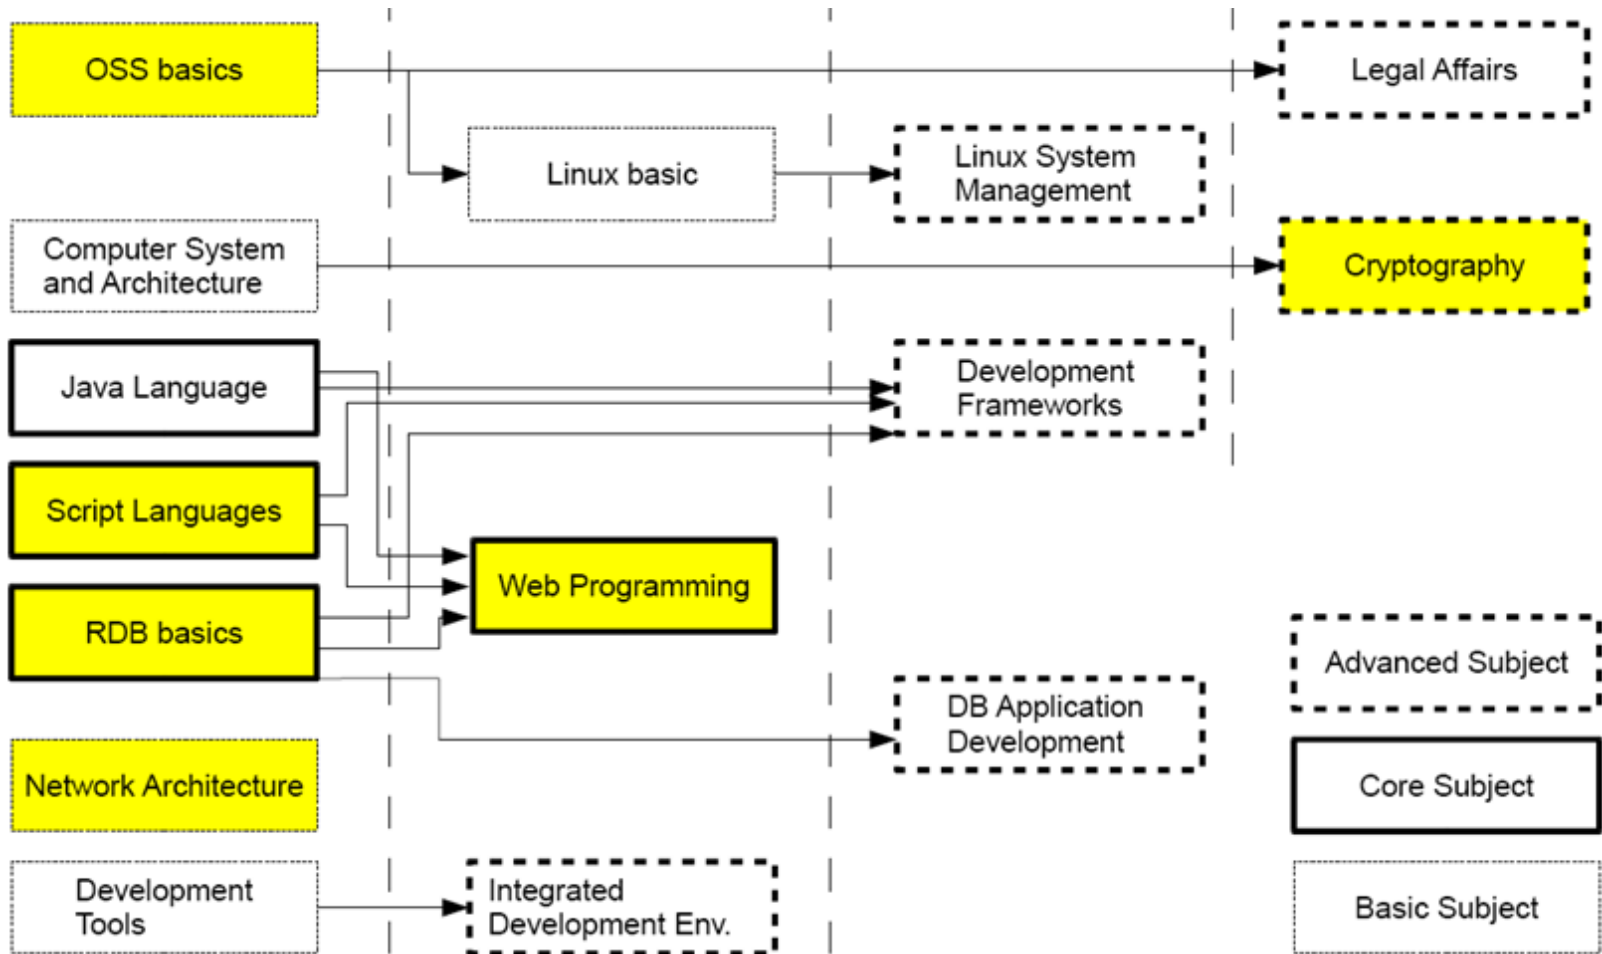 OSS basics
Legal Affairs
Linux basic
Linux System
Management
Computer System
and Architecture
Cryptography
Java Language
Development
Frameworks
Script Languages
Web Programming
RDB basics
Advanced Subject
DB Application
Development
Network Architecture
Core Subject
Development
Tools
Integrated
Development Env.
Basic Subject